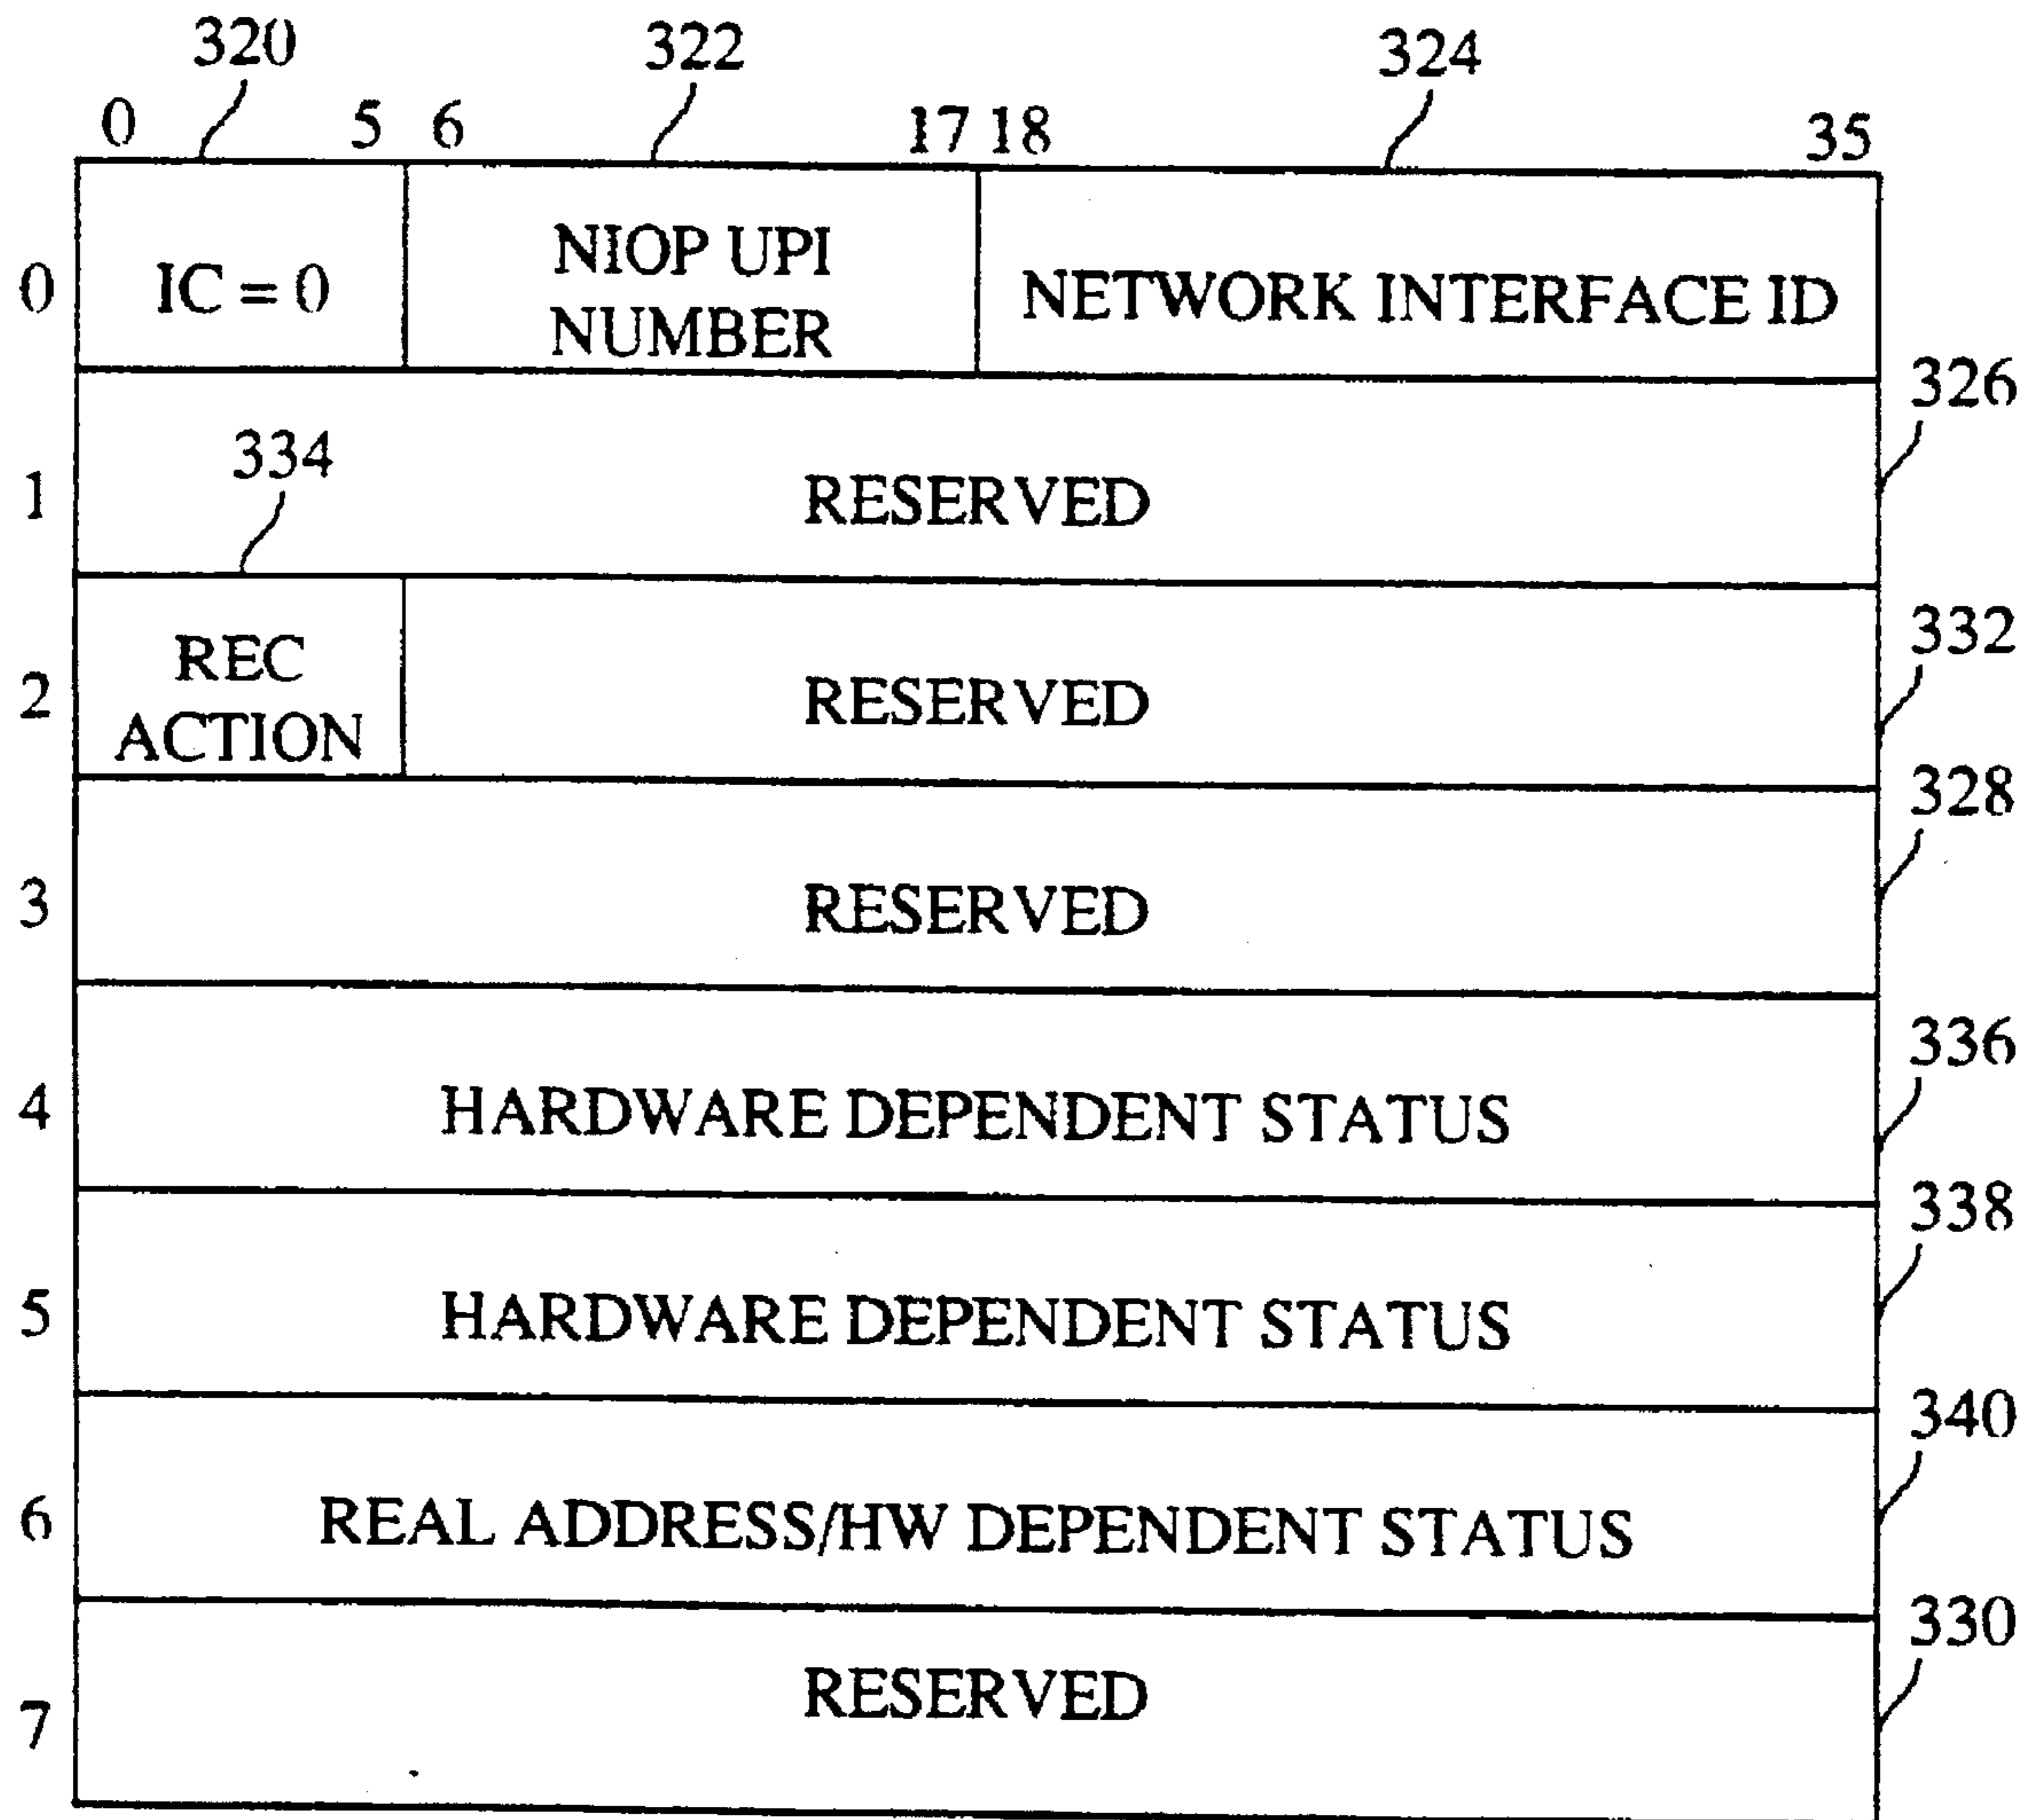 320 322 324
0 5 6 17 18 35
0 IC = 0 NIOP UPI NUMBER NETWORK INTERFACE ID
326
334
1 RESERVED
332
2 REC ACTION RESERVED
328
3 RESERVED
336
4 HARDWARE DEPENDENT STATUS
338
5 HARDWARE DEPENDENT STATUS
340
6 REAL ADDRESS/HW DEPENDENT STATUS
330
7 RESERVED